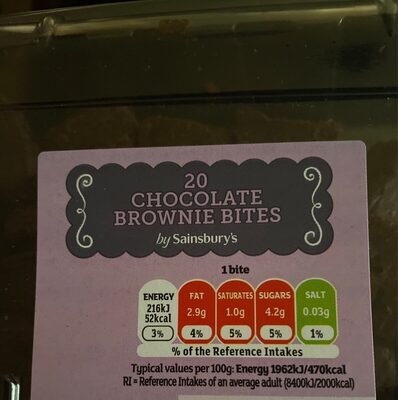 20
CHOCOLATE
BROWNIE BITES
by Sainsbury's
1 bite
ENERGY FAT SATURATES SUGARS SALT
216kJ 2.9g 1.0g 4.2g 0.03g
52kcal
3% 4% 5% 5% 1%
% of the Reference Intakes
Typical values per 100g: Energy 1962kJ/470kcal
RI = Reference Intakes of an average adult (8400kJ/2000kcal)